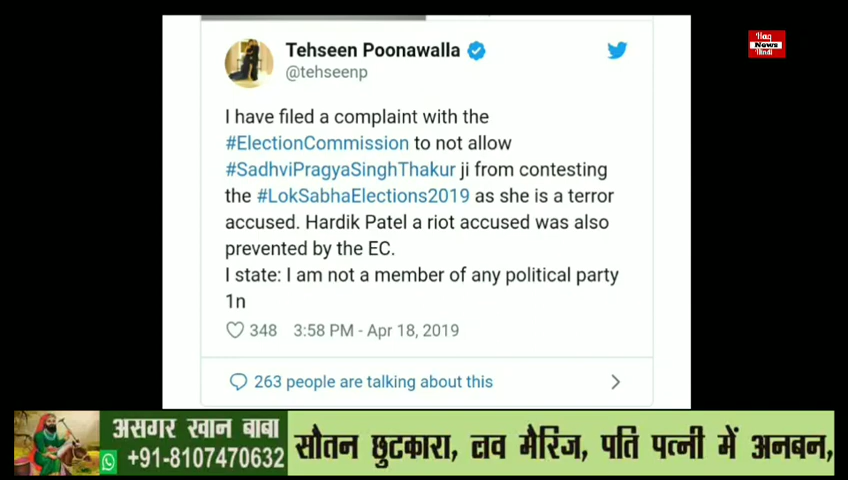 Haq
News
Hindi
Tehseen Poonawalla
@tehseenp
I have filed a complaint with the
#ElectionCommission to not allow
#SadhviPragyaSinghThakur ji from contesting
the #LokSabhaElections2019 as she is a terror
accused. Hardik Patel a riot accused was also
prevented by the EC.
I state: I am not a member of any political party
1n
348 3:58 PM - Apr 18, 2019
263 people are talking about this
असगर खान बाबा
+91-8107470632
सौतन छुटकारा, लव मैरिज, पति पत्नी में अनबन,